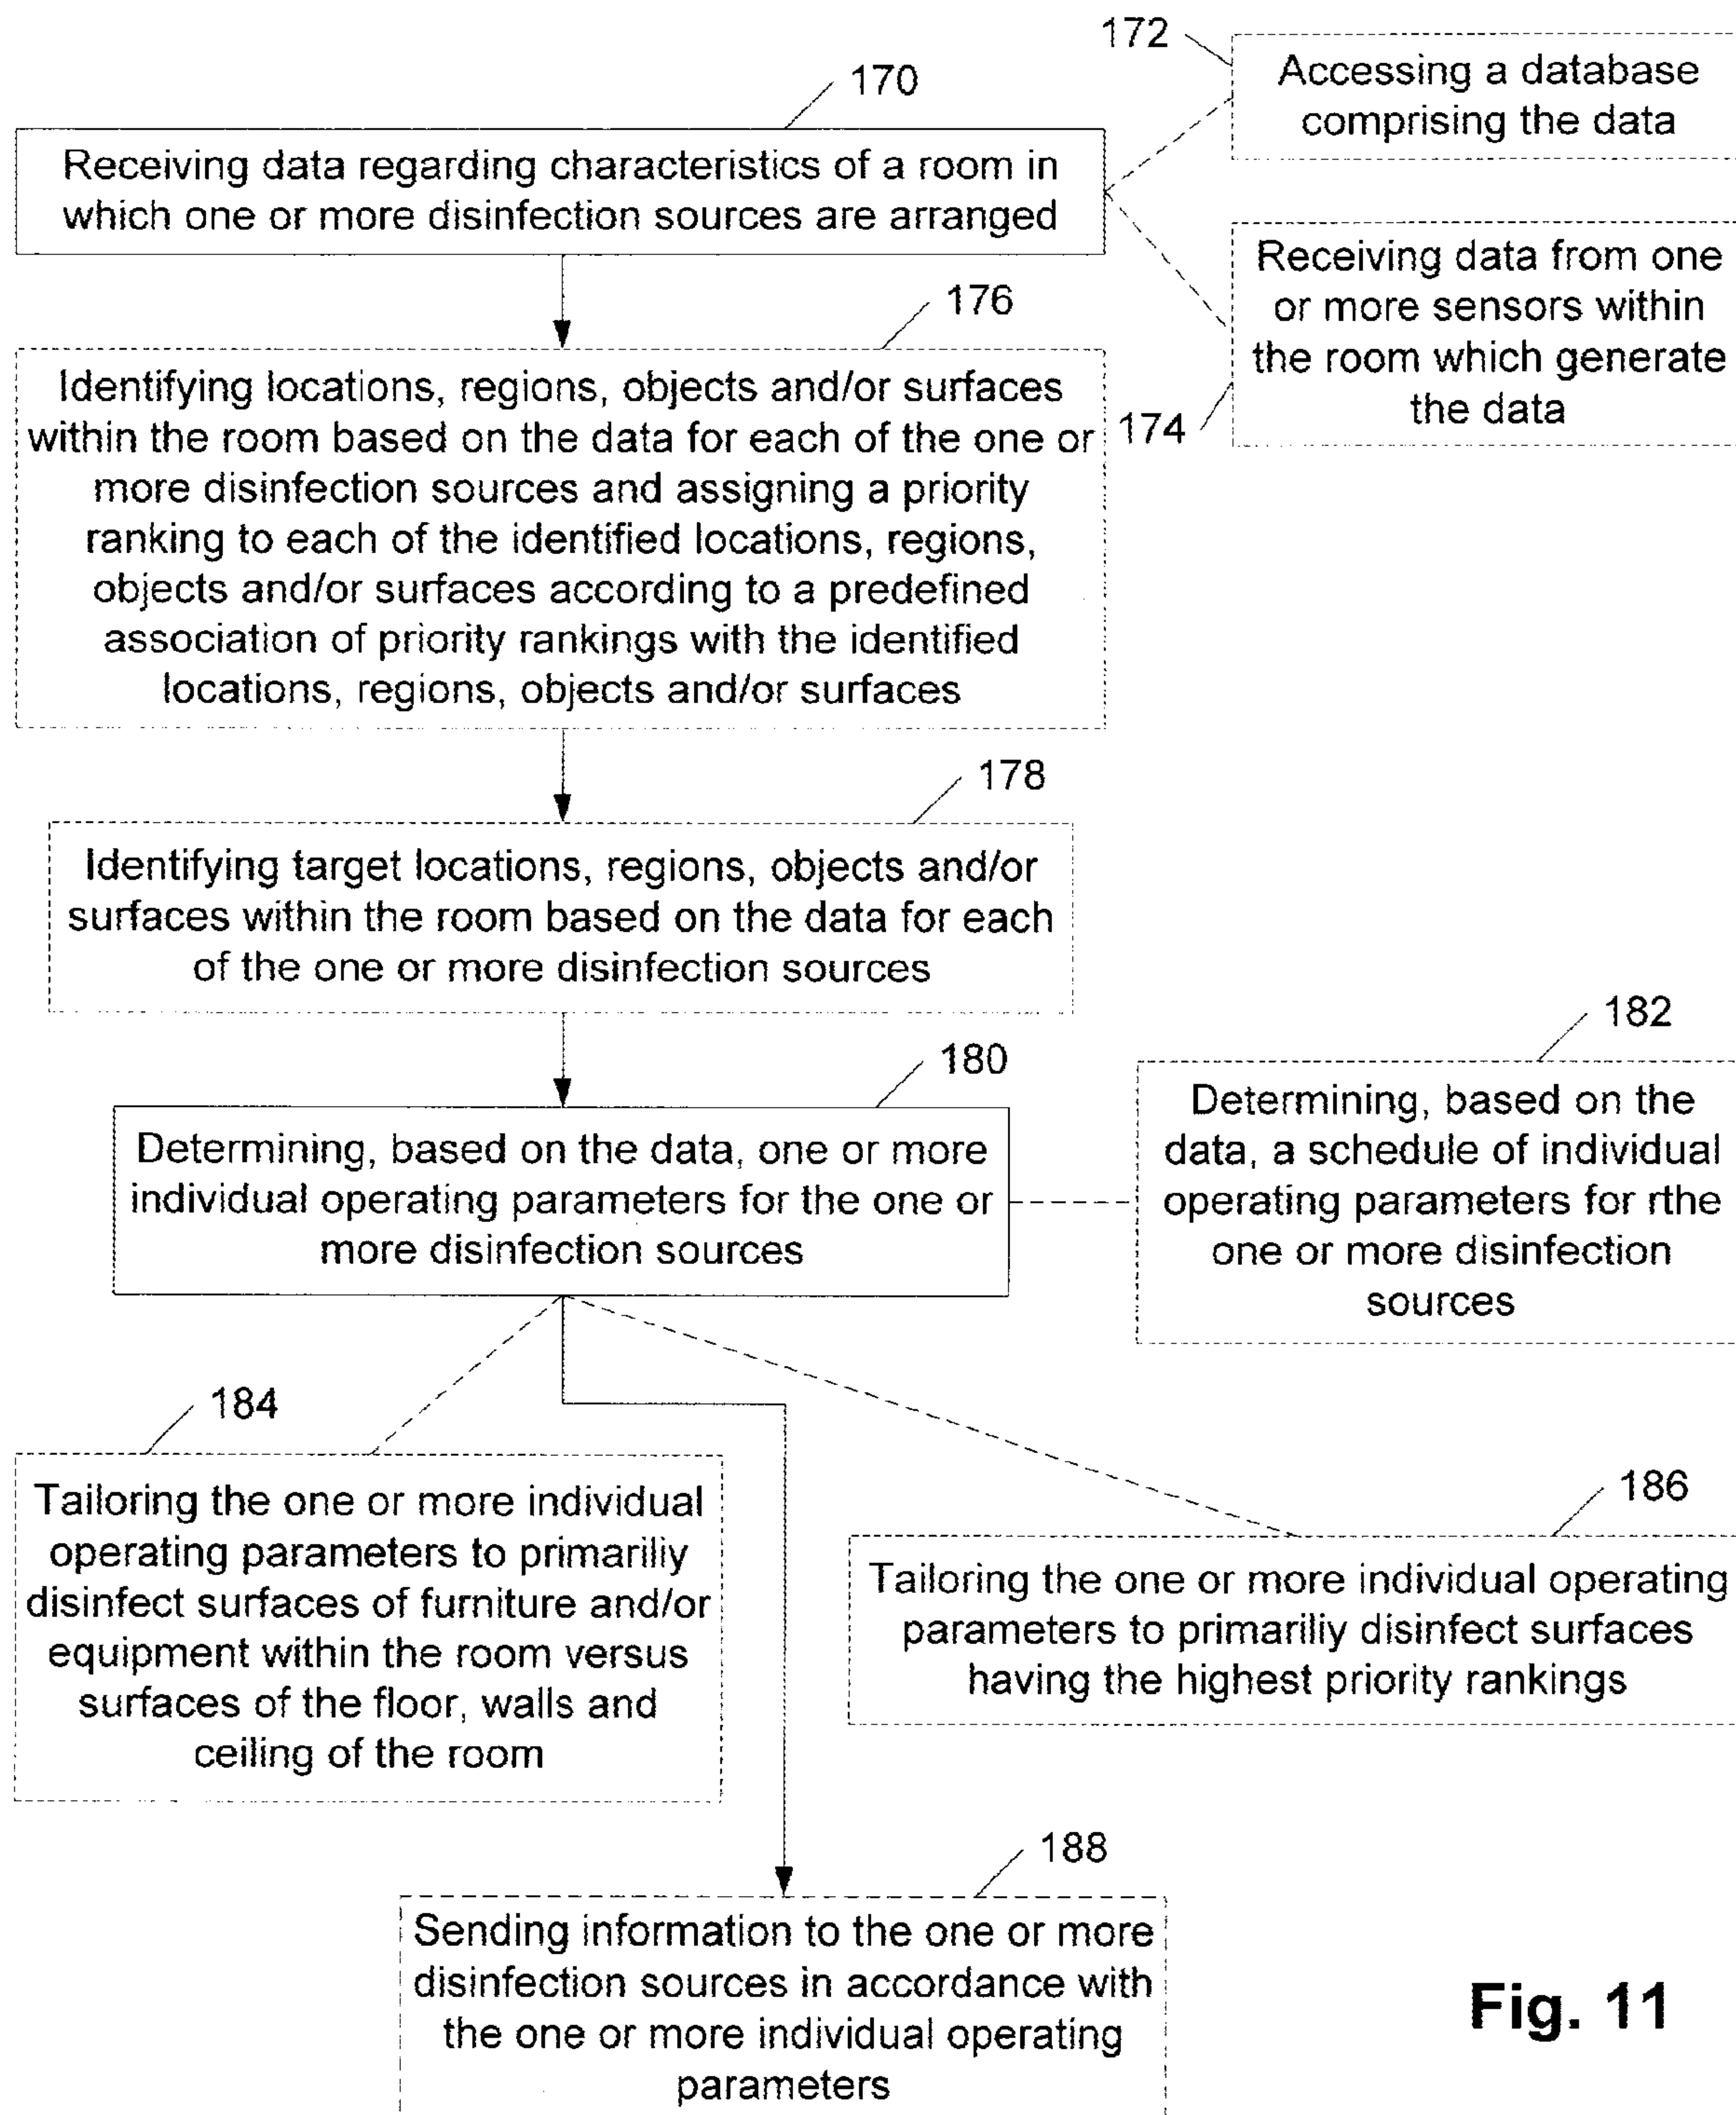 170
Receiving data regarding characteristics of a room in
which one or more disinfection sources are arranged
172
Accessing a database
comprising the data
174
Receiving data from one
or more sensors within
the room which generate
the data
176
Identifying locations, regions, objects and/or surfaces
within the room based on the data for each of the one or
more disinfection sources and assigning a priority
ranking to each of the identified locations, regions,
objects and/or surfaces according to a predefined
association of priority rankings with the identified
locations, regions, objects and/or surfaces
178
Identifying target locations, regions, objects and/or
surfaces within the room based on the data for each
of the one or more disinfection sources
180
Determining, based on the data, one or more
individual operating parameters for the one or
more disinfection sources
182
Determining, based on the
data, a schedule of individual
operating parameters for rthe
one or more disinfection
sources
184
Tailoring the one or more individual
operating parameters to primariliy
disinfect surfaces of furniture and/or
equipment within the room versus
surfaces of the floor, walls and
ceiling of the room
186
Tailoring the one or more individual operating
parameters to primariliy disinfect surfaces
having the highest priority rankings
188
Sending information to the one or more
disinfection sources in accordance with
the one or more individual operating
parameters
Fig. 11